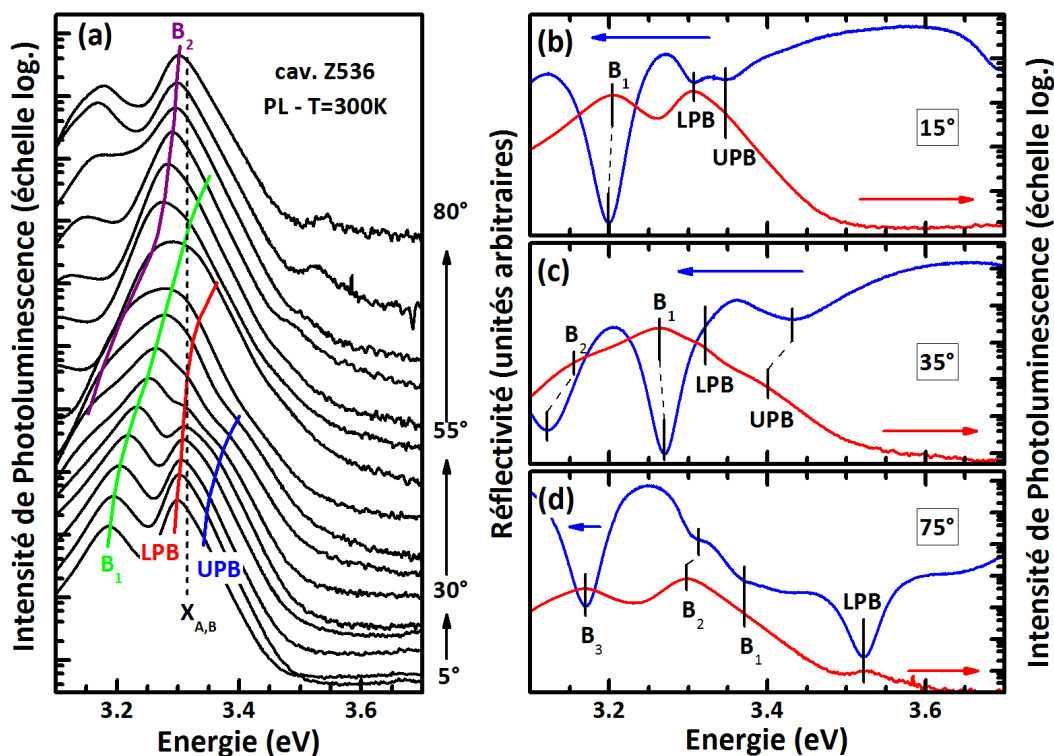 Intensité de Photoluminescence (échelle log.)
(a)
B2
cav. Z536
PL - T=300K
80°
55°
30°
5°
B1
LPB
UPB
XA,B
3.2
3.4
3.6
Energie (eV)
Réflectivité (unités arbitraires)
(b)
B1
LPB
UPB
15°
(c)
B2
B1
LPB
UPB
35°
(d)
75°
B3
B2
B1
LPB
3.2
3.4
3.6
Energie (eV)
Intensité de Photoluminescence (échelle log.)